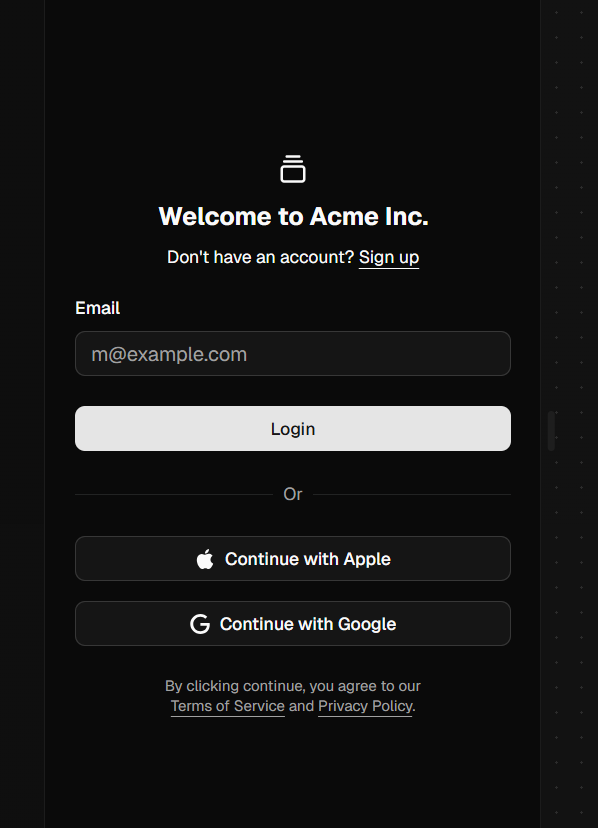 Welcome to Acme Inc.
Don't have an account? Sign up
Email
m@example.com
Login
Or
Continue with Apple
Continue with Google
By clicking continue, you agree to our
Terms of Service and Privacy Policy.